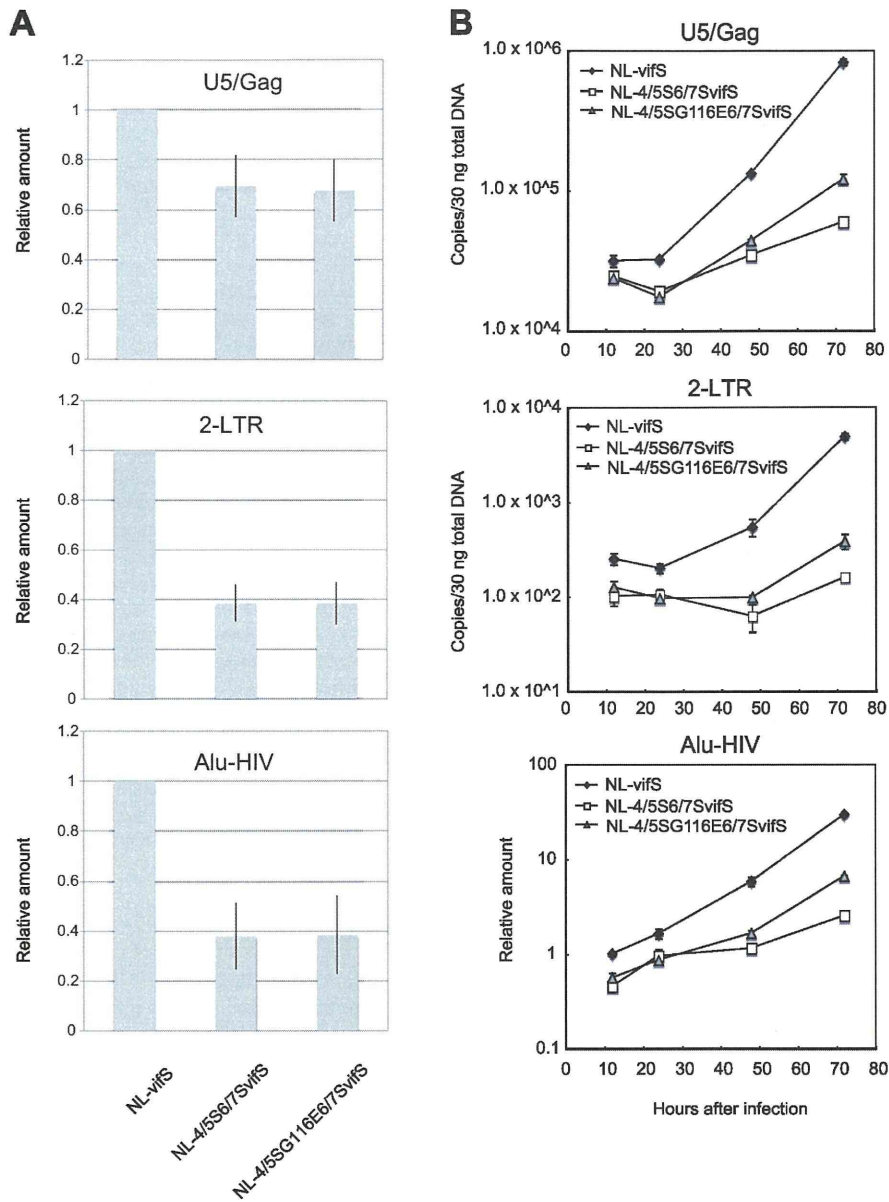 A
U5/Gag
1.2
1
0.8
0.6
0.4
0.2
0
Relative amount
2-LTR
1.2
1
0.8
0.6
0.4
0.2
0
Relative amount
Alu-HIV
1.2
1
0.8
0.6
0.4
0.2
0
Relative amount
NL-vifS
NL-4/5S6/7SvifS
NL-4/5SG116E6/7SvifS
B
U5/Gag
1.0 x 10^6
1.0 x 10^5
1.0 x 10^4
Copies/30 ng total DNA
NL-vifS
NL-4/5S6/7SvifS
NL-4/5SG116E6/7SvifS
0 10 20 30 40 50 60 70 80
2-LTR
1.0 x 10^4
1.0 x 10^3
1.0 x 10^2
1.0 x 10^1
Copies/30 ng total DNA
NL-vifS
NL-4/5S6/7SvifS
NL-4/5SG116E6/7SvifS
0 10 20 30 40 50 60 70 80
Alu-HIV
100
10
1
0.1
Relative amount
NL-vifS
NL-4/5S6/7SvifS
NL-4/5SG116E6/7SvifS
0 10 20 30 40 50 60 70 80
Hours after infection